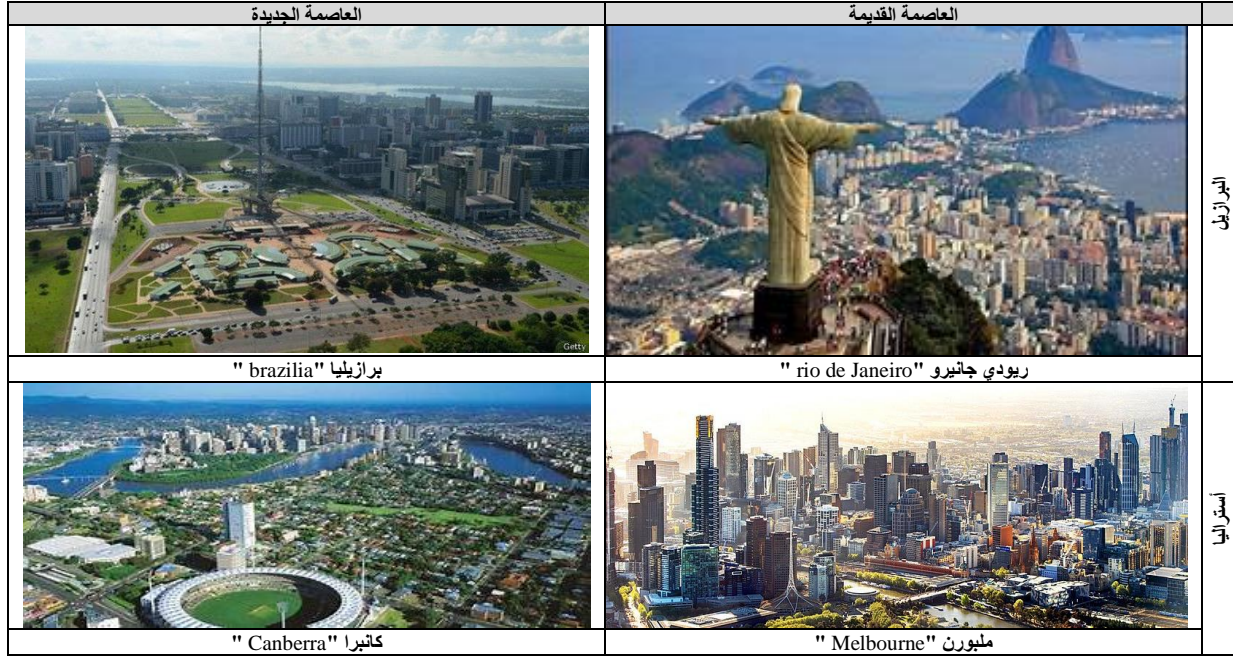 العاصمة القديمة
العاصمة الجديدة
البرازيل
Getty
ريودي جانيرو "rio de Janeiro "
برازيليا "brazilia "
أستراليا
ملبورن "Melbourne "
كانبرا "Canberra "